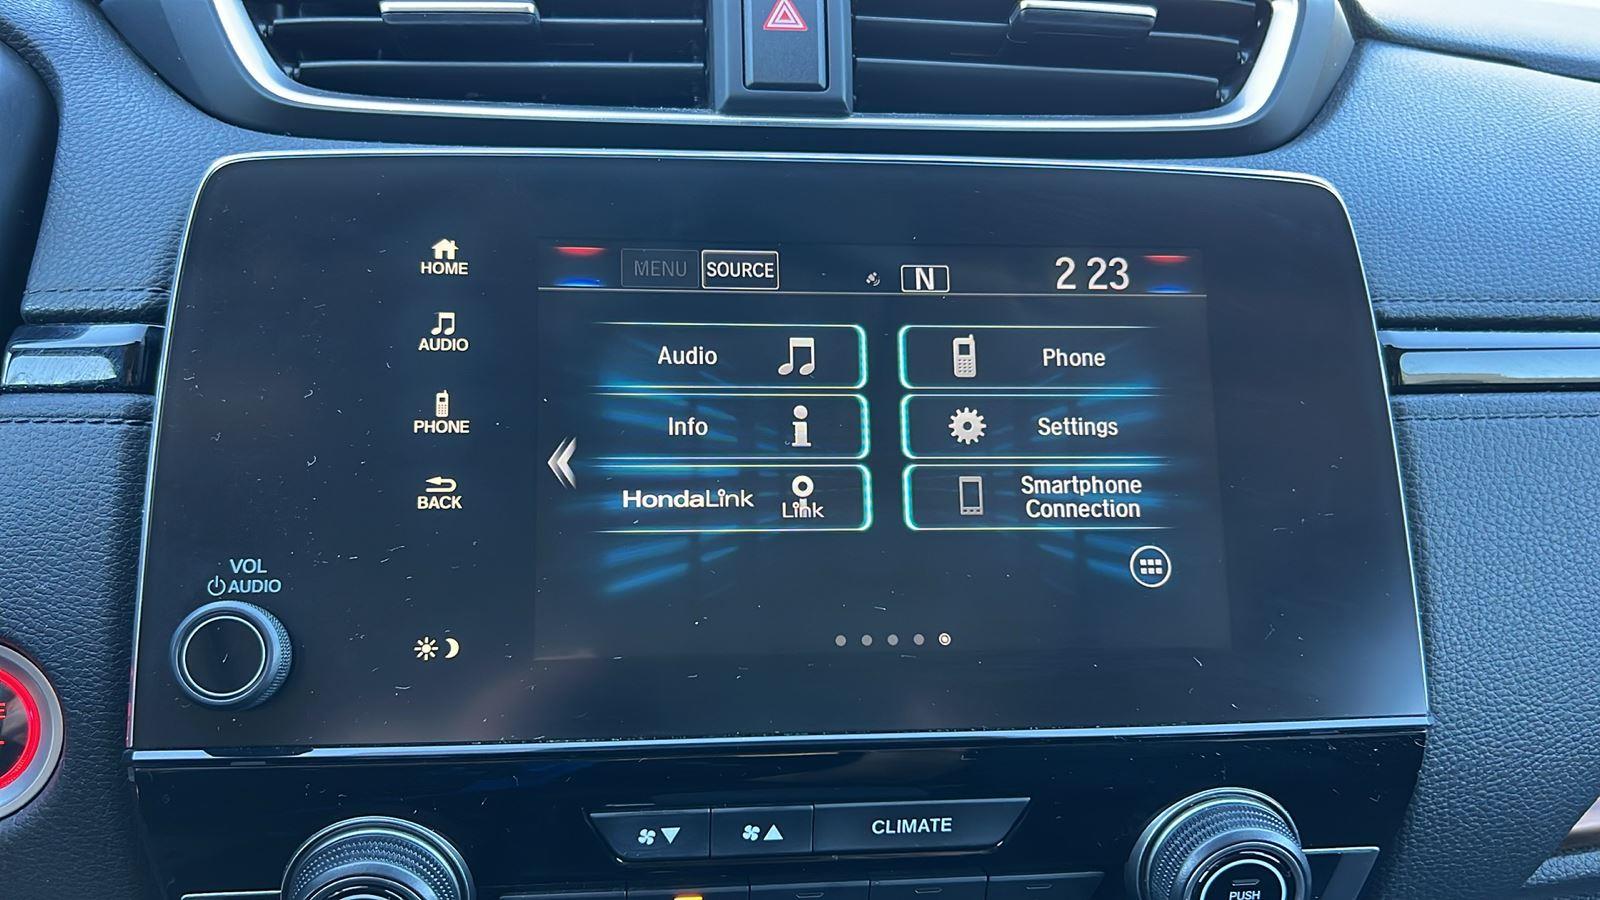 MENU SOURCE N 2 23
HOME
AUDIO
PHONE
BACK
Audio
Phone
Info
Settings
HondaLink
Link
Smartphone
Connection
VOL
AUDIO
CLIMATE
PUSH